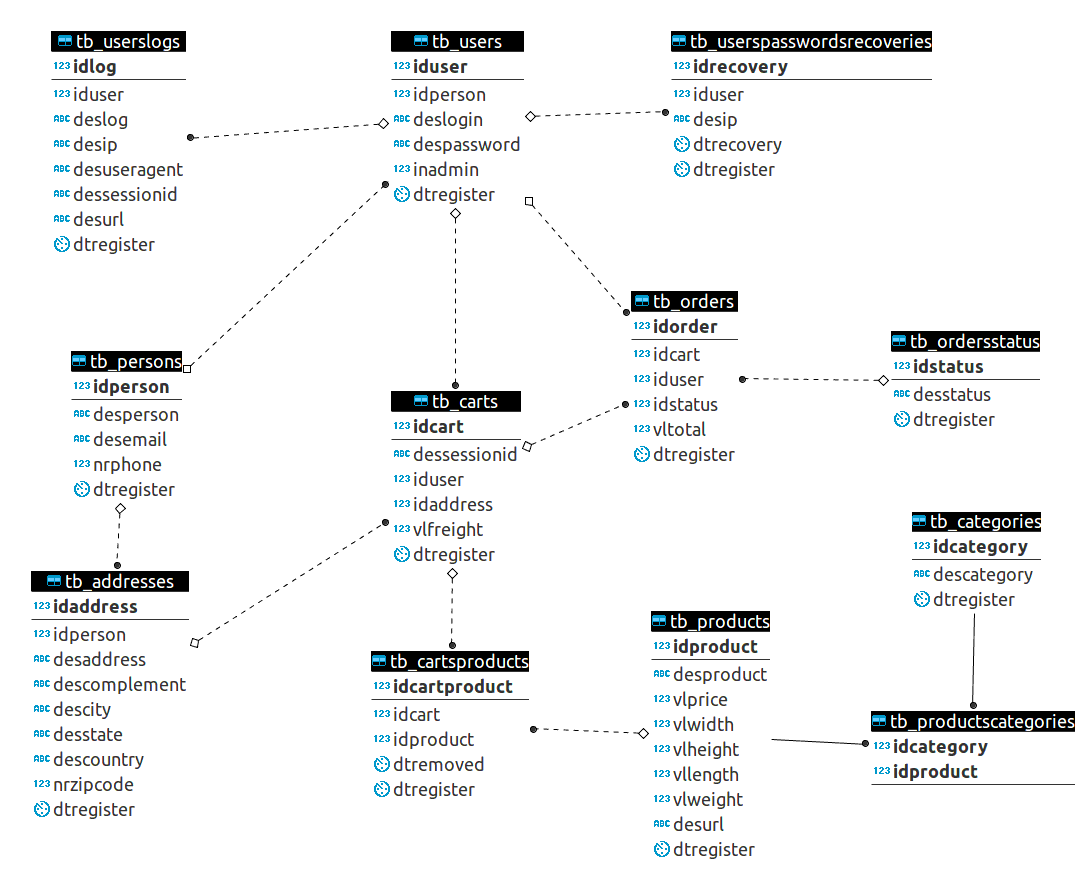 tb_userslogs
123 idlog
123 iduser
ABC deslog
ABC desip
ABC desuseragent
ABC dessessionid
ABC desurl
dtregister
tb_users
123 iduser
123 idperson
ABC deslogin
ABC despassword
123 inadmin
dtregister
tb_userspasswordsrecoveries
123 idrecovery
123 iduser
ABC desip
dtrecovery
dtregister
tb_orders
123 idorder
123 idcart
123 iduser
123 idstatus
123 vltotal
dtregister
tb_ordersstatus
123 idstatus
ABC desstatus
dtregister
tb_persons
123 idperson
ABC desperson
ABC desemail
123 nrphone
dtregister
tb_carts
123 idcart
ABC dessessionid
123 iduser
123 idaddress
123 vlfreight
dtregister
tb_categories
123 idcategory
ABC descategory
dtregister
tb_addresses
123 idaddress
123 idperson
ABC desaddress
ABC descomplement
ABC descity
ABC desstate
ABC descountry
123 nrzipcode
dtregister
tb_cartsproducts
123 idcartproduct
123 idcart
123 idproduct
dtremoved
dtregister
tb_products
123 idproduct
ABC desproduct
123 vlprice
123 vlwidth
123 vlheight
123 vllength
123 vlweight
ABC desurl
dtregister
tb_productscategories
123 idcategory
123 idproduct